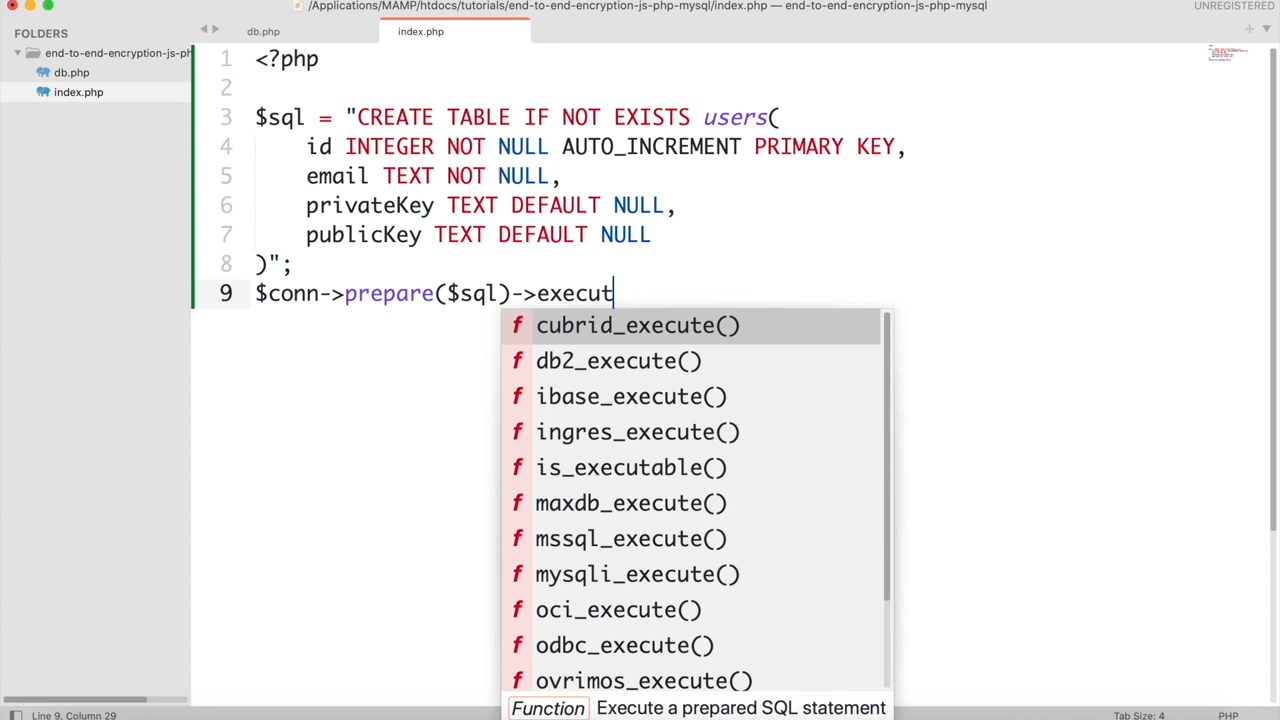 /Applications/MAMP/htdocs/tutorials/end-to-end-encryption-js-php-mysql/index.php — end-to-end-encryption-js-php-mysql
UNREGISTERED
FOLDERS
end-to-end-encryption-js-ph
db.php
index.php
db.php
index.php
1 <?php
2
3 $sql = "CREATE TABLE IF NOT EXISTS users(
4 id INTEGER NOT NULL AUTO_INCREMENT PRIMARY KEY,
5 email TEXT NOT NULL,
6 privateKey TEXT DEFAULT NULL,
7 publicKey TEXT DEFAULT NULL
8 )";
9 $conn->prepare($sql)->execut
f cubrid_execute()
f db2_execute()
f ibase_execute()
f ingres_execute()
f is_executable()
f maxdb_execute()
f mssql_execute()
f mysqli_execute()
f oci_execute()
f odbc_execute()
f ovrimos_execute()
Function Execute a prepared SQL statement
Line 9, Column 29
Tab Size: 4
PHP